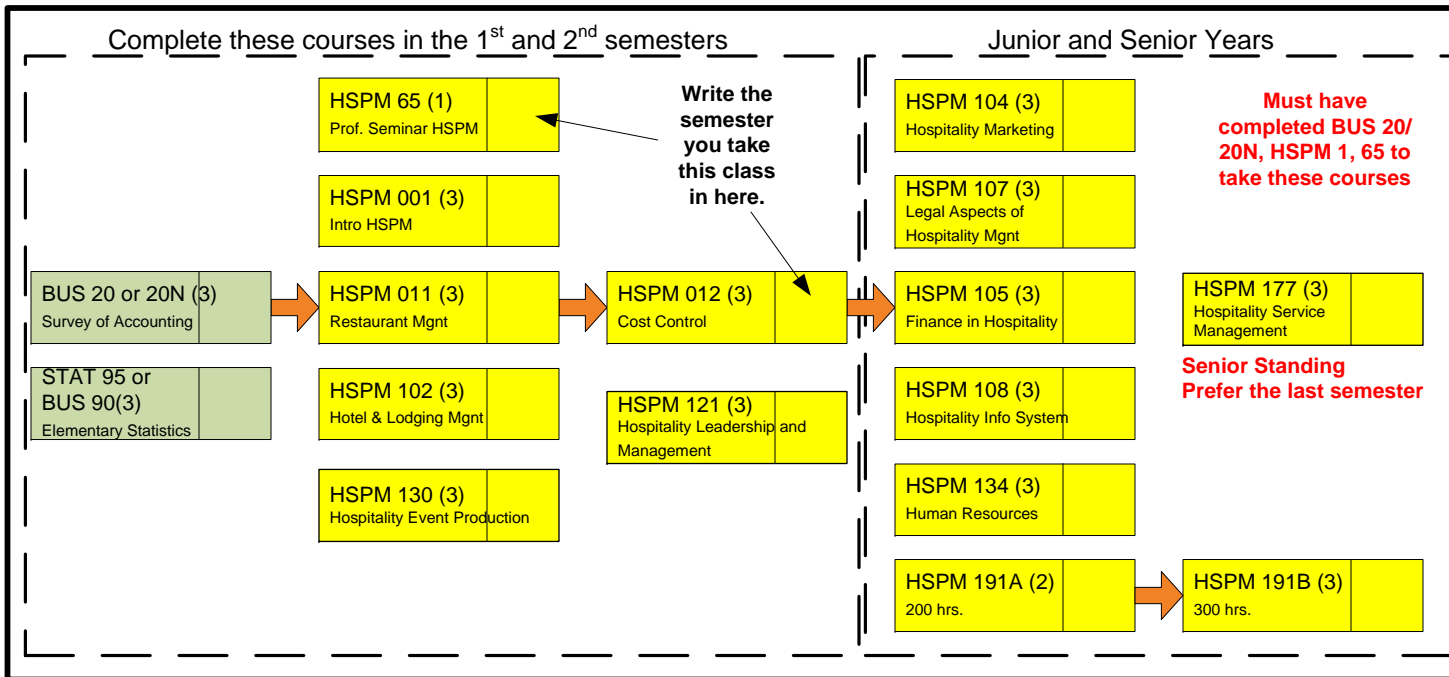 Complete these courses in the 1st and 2nd semesters
HSPM 65 (1)
Prof. Seminar HSPM
Write the
semester
you take
this class
in here.
HSPM 001 (3)
Intro HSPM
BUS 20 or 20N (3)
Survey of Accounting
HSPM 011 (3)
Restaurant Mgnt
HSPM 012 (3)
Cost Control
STAT 95 or
BUS 90(3)
Elementary Statistics
HSPM 102 (3)
Hotel & Lodging Mgnt
HSPM 121 (3)
Hospitality Leadership and
Management
HSPM 130 (3)
Hospitality Event Production
Junior and Senior Years
HSPM 104 (3)
Hospitality Marketing
Must have
completed BUS 20/
20N, HSPM 1, 65 to
take these courses
HSPM 107 (3)
Legal Aspects of
Hospitality Mgnt
HSPM 105 (3)
Finance in Hospitality
HSPM 177 (3)
Hospitality Service
Management
Senior Standing
Prefer the last semester
HSPM 108 (3)
Hospitality Info System
HSPM 134 (3)
Human Resources
HSPM 191A (2)
200 hrs.
HSPM 191B (3)
300 hrs.